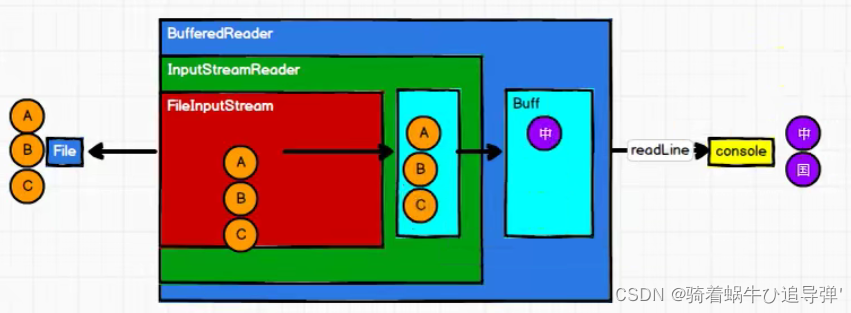 BufferedReader
InputStreamReader
FileInputStream
Buff
A
B
C
File
A
B
C
A
B
C
中
readLine
console
中
国
CSDN @骑着蜗牛ひ追导弹'